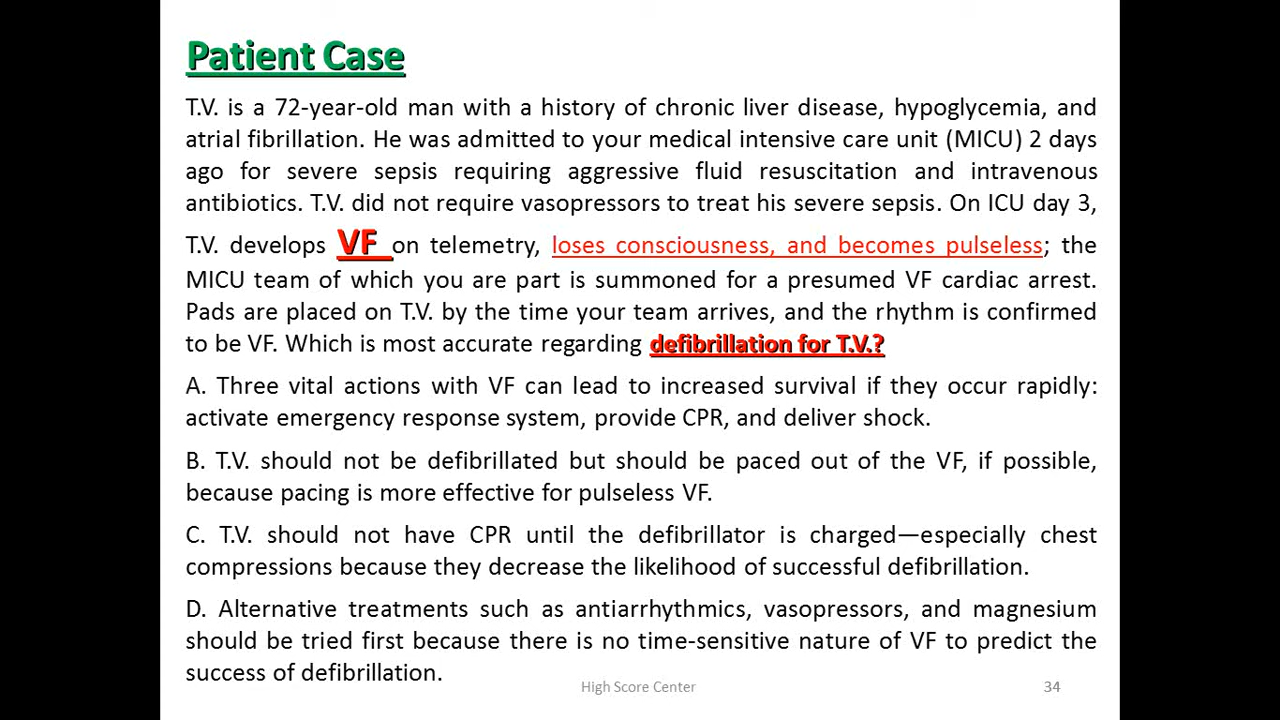 Patient Case
T.V. is a 72-year-old man with a history of chronic liver disease, hypoglycemia, and
atrial fibrillation. He was admitted to your medical intensive care unit (MICU) 2 days
ago for severe sepsis requiring aggressive fluid resuscitation and intravenous
antibiotics. T.V. did not require vasopressors to treat his severe sepsis. On ICU day 3,
T.V. develops VF on telemetry, loses consciousness, and becomes pulseless; the
MICU team of which you are part is summoned for a presumed VF cardiac arrest.
Pads are placed on T.V. by the time your team arrives, and the rhythm is confirmed
to be VF. Which is most accurate regarding defibrillation for T.V.?
A. Three vital actions with VF can lead to increased survival if they occur rapidly:
activate emergency response system, provide CPR, and deliver shock.
B. T.V. should not be defibrillated but should be paced out of the VF, if possible,
because pacing is more effective for pulseless VF.
C. T.V. should not have CPR until the defibrillator is charged—especially chest
compressions because they decrease the likelihood of successful defibrillation.
D. Alternative treatments such as antiarrhythmics, vasopressors, and magnesium
should be tried first because there is no time-sensitive nature of VF to predict the
success of defibrillation.
High Score Center
34